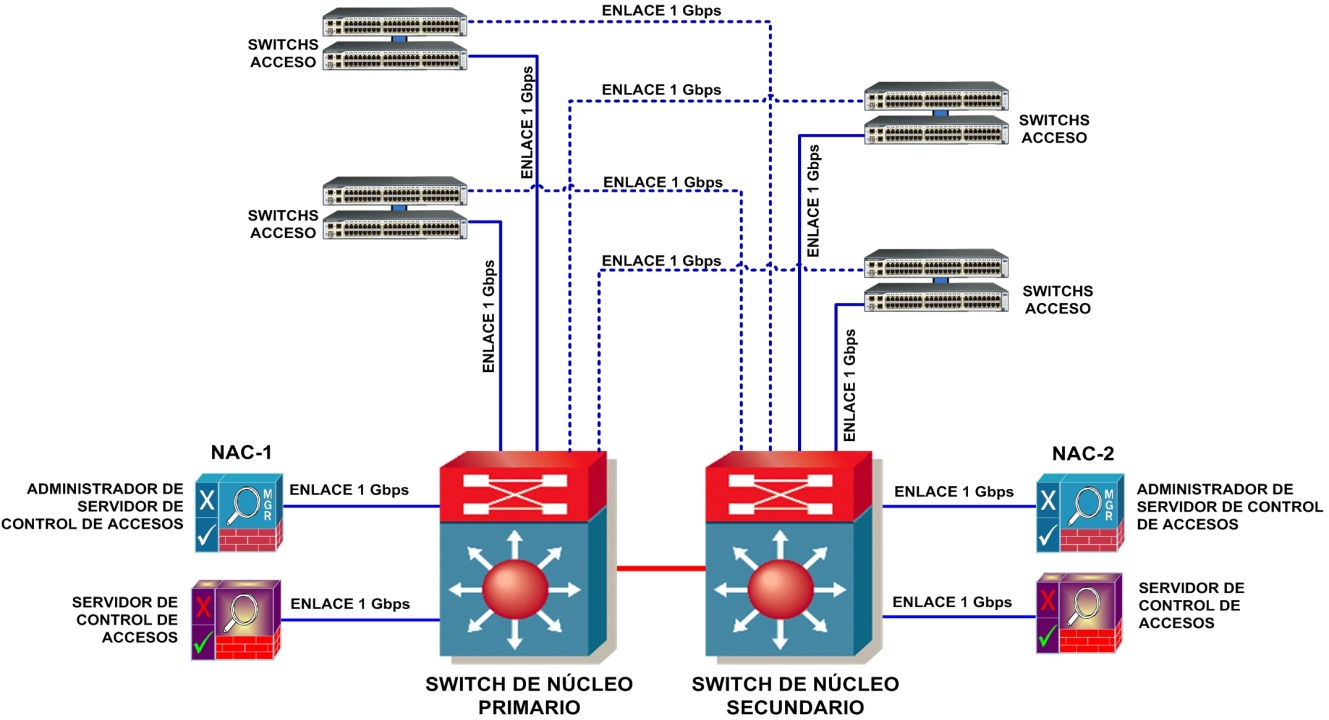 ENLACE 1 Gbps
SWITCHS
ACCESO
ENLACE 1 Gbps
ENLACE 1 Gbps
SWITCHS
ACCESO
ENLACE 1 Gbps
ENLACE 1 Gbps
SWITCHS
ACCESO
ENLACE 1 Gbps
ENLACE 1 Gbps
SWITCHS
ACCESO
ENLACE 1 Gbps
ENLACE 1 Gbps
NAC-1
NAC-2
ADMINISTRADOR DE
SERVIDOR DE
CONTROL DE ACCESOS
X
MGR
ENLACE 1 Gbps
ENLACE 1 Gbps
X
MGR
ADMINISTRADOR DE
SERVIDOR DE CONTROL
DE ACCESOS
SERVIDOR DE
CONTROL DE
ACCESOS
X
ENLACE 1 Gbps
ENLACE 1 Gbps
X
SERVIDOR DE
CONTROL DE
ACCESOS
SWITCH DE NÚCLEO
PRIMARIO
SWITCH DE NÚCLEO
SECUNDARIO